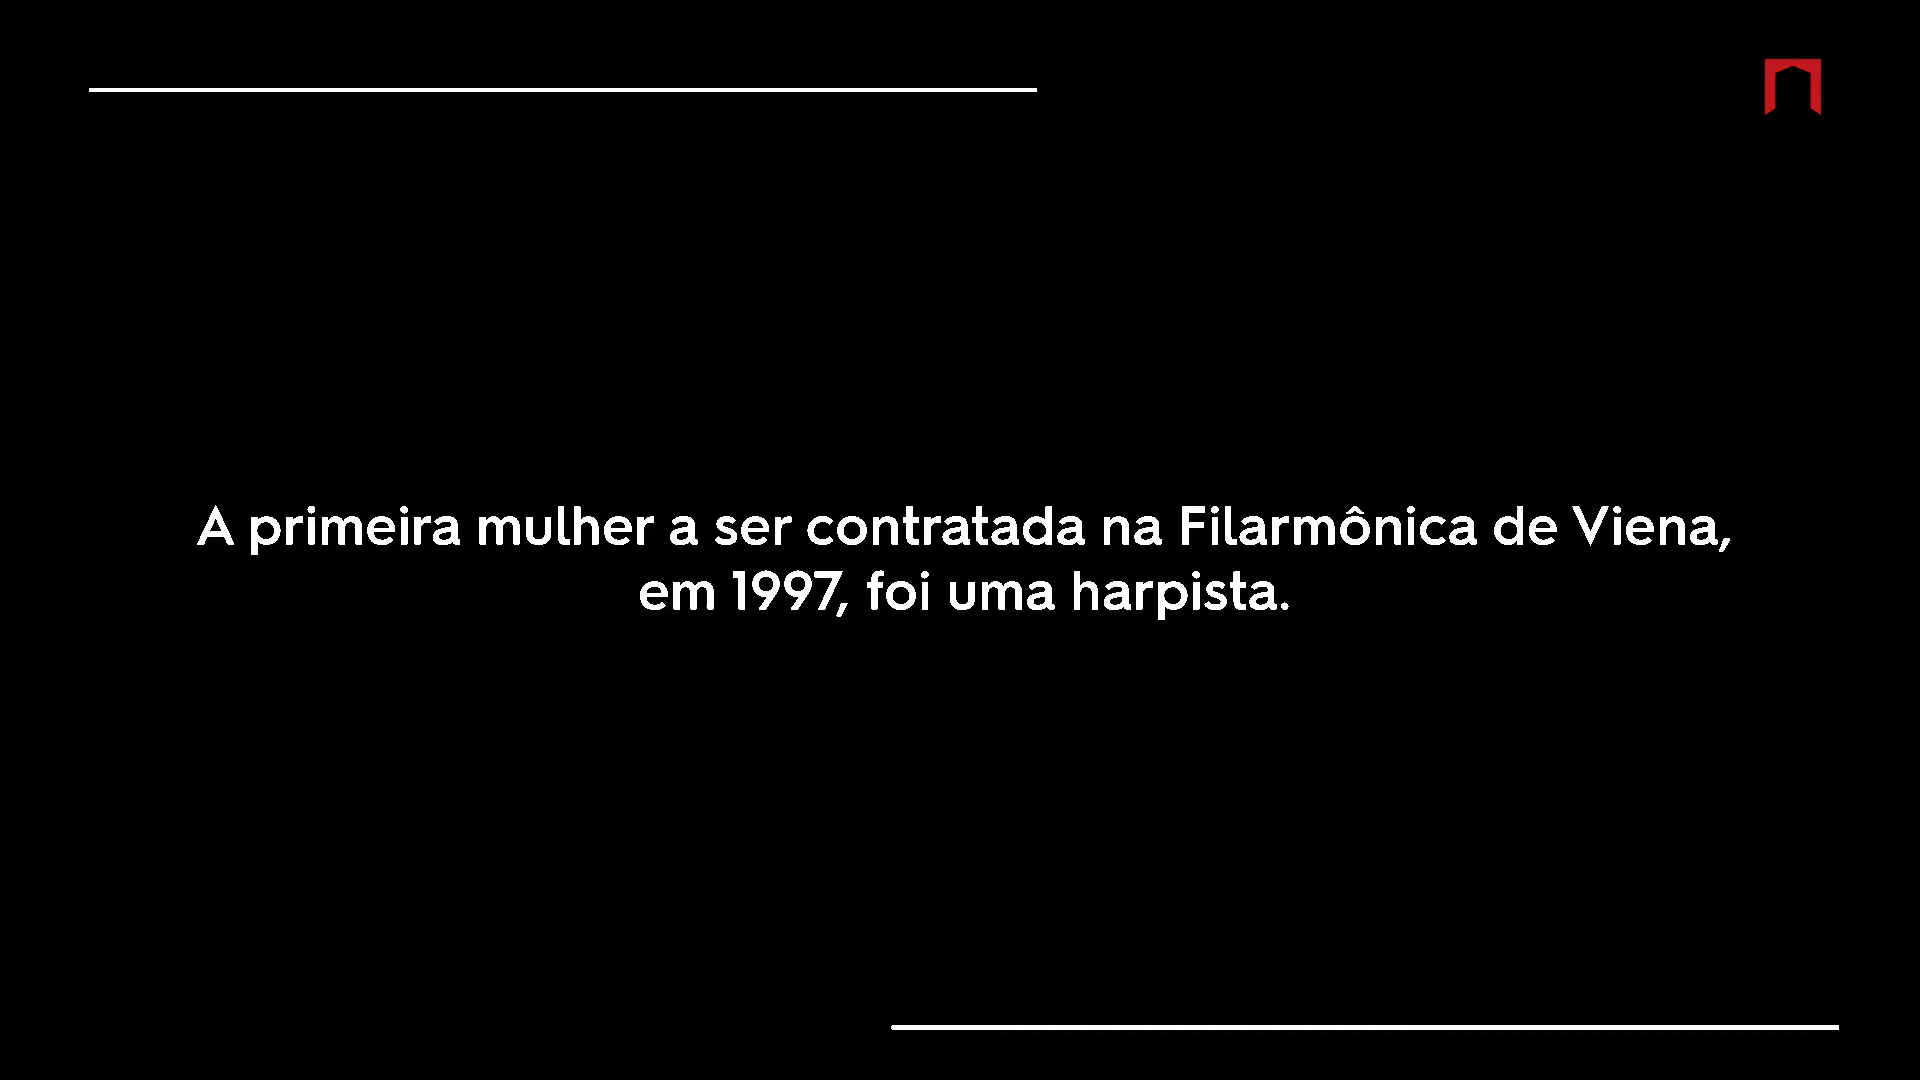 A primeira mulher a ser contratada na Filarmônica de Viena,
em 1997, foi uma harpista.